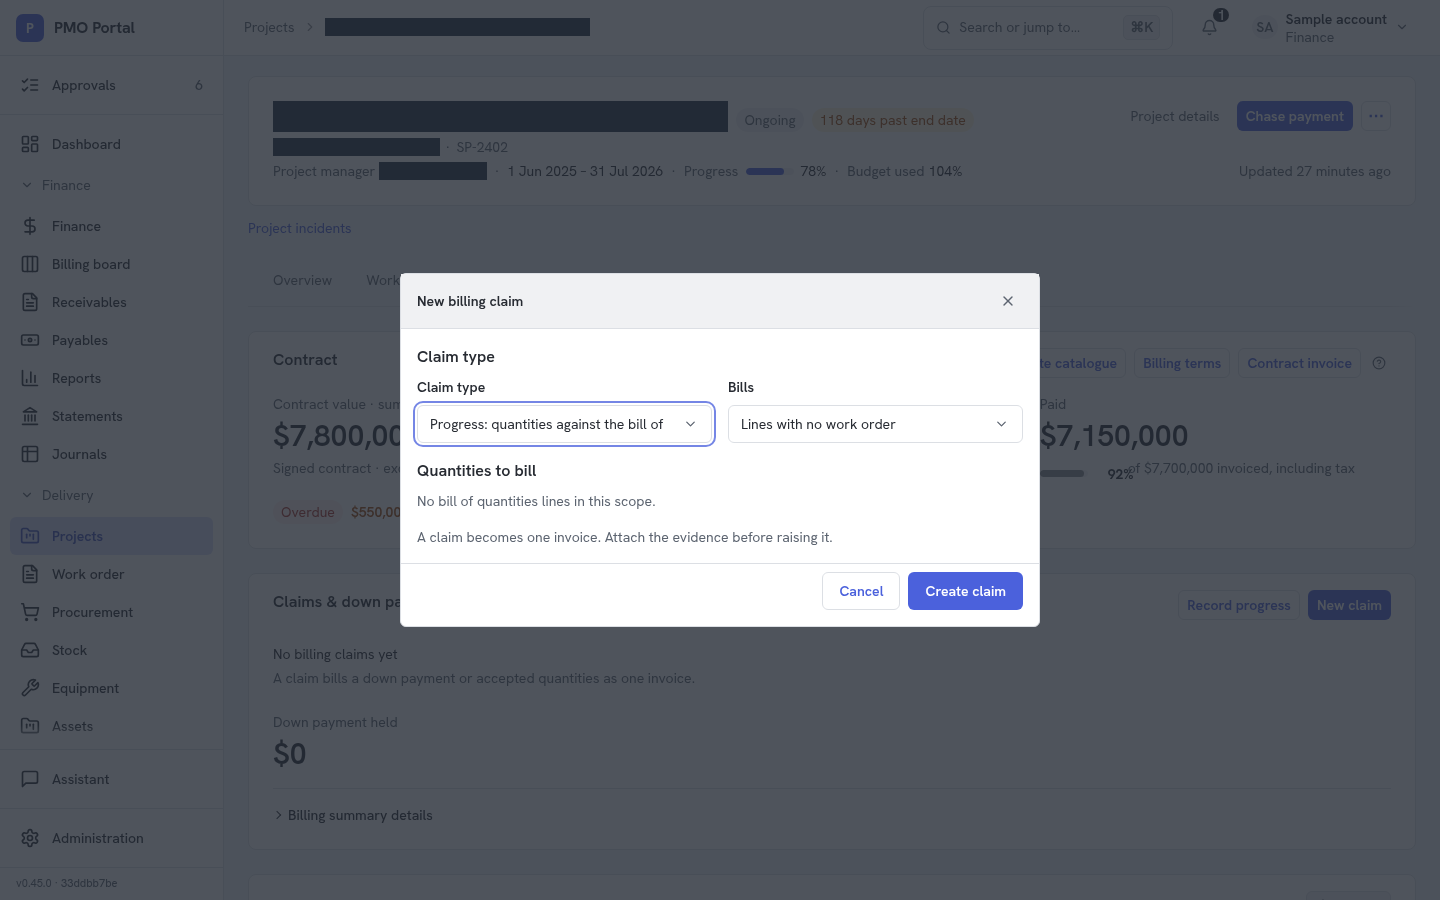 P PMO Portal
Projects
Search or jump to... ⌘K
1
SA Sample account
Finance
Approvals 6
Dashboard
Finance
Finance
Billing board
Receivables
Payables
Reports
Statements
Journals
Delivery
Projects
Work order
Procurement
Stock
Equipment
Assets
Assistant
Administration
v0.45.0 · 33ddbb7be
Ongoing 118 days past end date
Project details Chase payment
· SP-2402
Project manager · 1 Jun 2025 – 31 Jul 2026 · Progress 78% · Budget used 104%
Updated 27 minutes ago
Project incidents
Overview Work
Contract
te catalogue Billing terms Contract invoice
Contract value · sum
$7,800,00
Signed contract · exc
Overdue $550,00
Paid
$7,150,000
92% of $7,700,000 invoiced, including tax
New billing claim
Claim type
Claim type
Progress: quantities against the bill of
Bills
Lines with no work order
Quantities to bill
No bill of quantities lines in this scope.
A claim becomes one invoice. Attach the evidence before raising it.
Cancel Create claim
Claims & down pa
Record progress New claim
No billing claims yet
A claim bills a down payment or accepted quantities as one invoice.
Down payment held
$0
Billing summary details